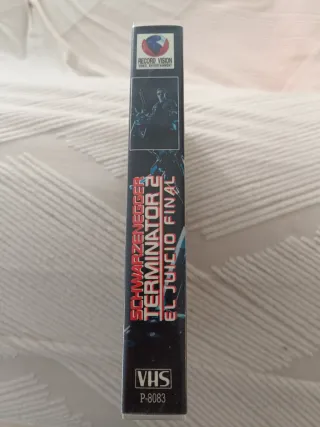 RECORD VISION
SCHWARZENEGGER
TERMINATOR 2
EL JUICIO FINAL
VHS
P-8083